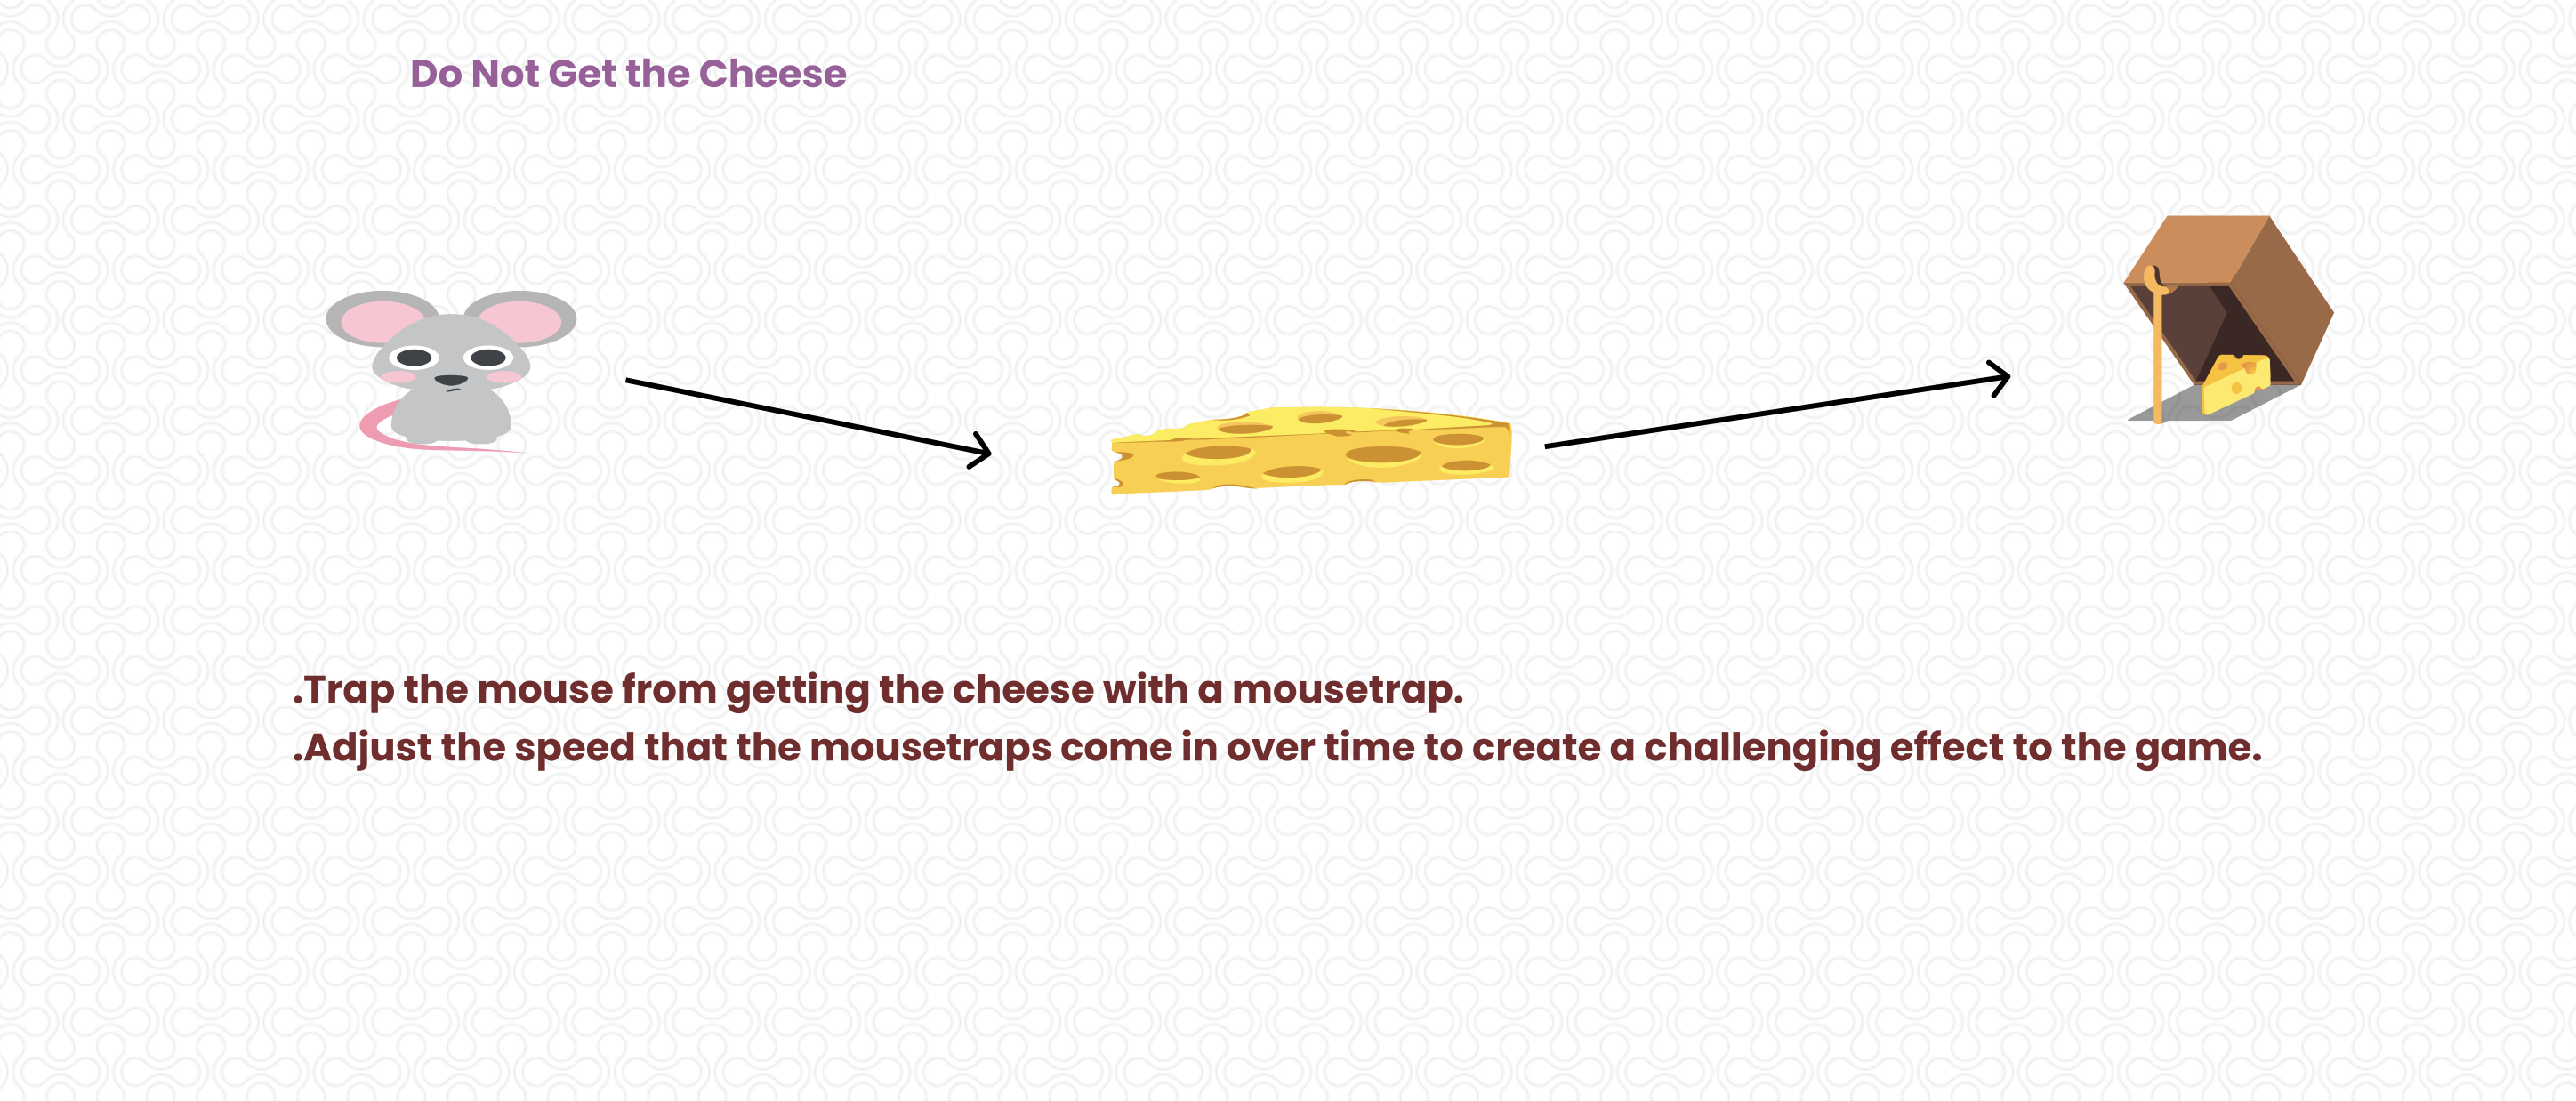 Do Not Get the Cheese
.Trap the mouse from getting the cheese with a mousetrap.
.Adjust the speed that the mousetraps come in over time to create a challenging effect to the game.